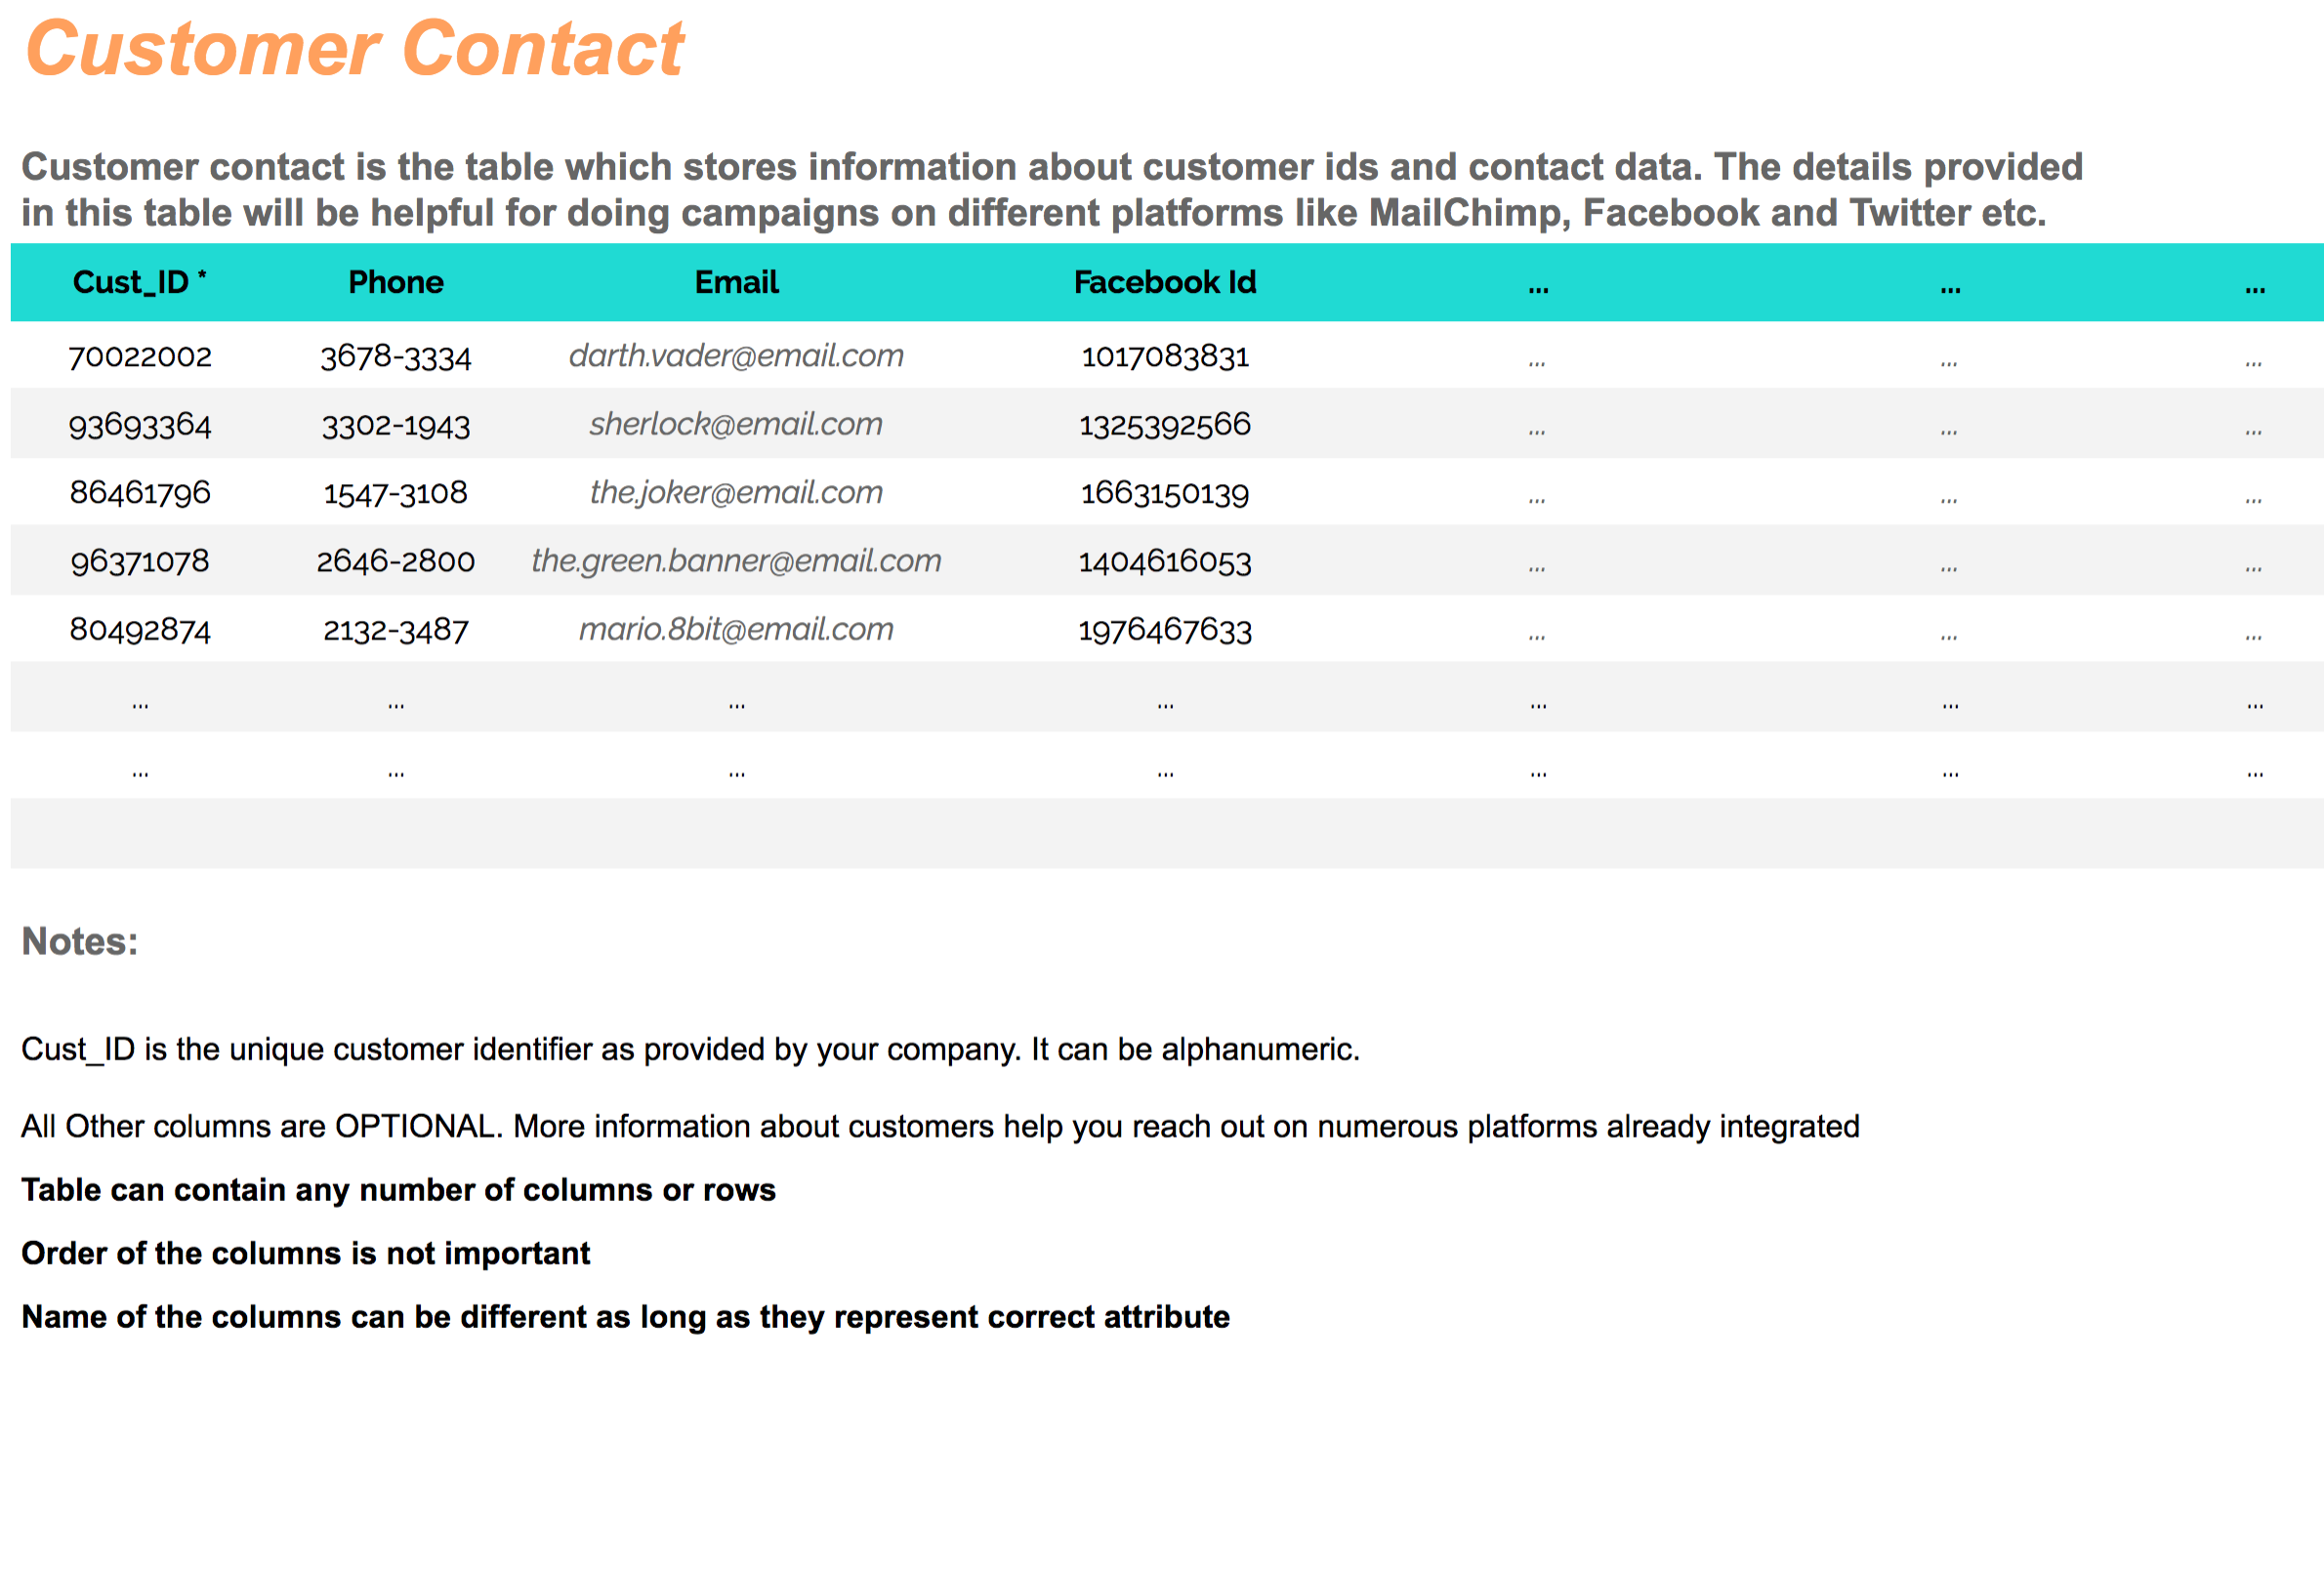 Customer Contact
Customer contact is the table which stores information about customer ids and contact data. The details provided
in this table will be helpful for doing campaigns on different platforms like MailChimp, Facebook and Twitter etc.
Cust_ID * Phone Email Facebook Id ... ... ...
70022002 3678-3334 darth.vader@email.com 1017083831 ... ... ...
93693364 3302-1943 sherlock@email.com 1325392566 ... ... ...
86461796 1547-3108 the.joker@email.com 1663150139 ... ... ...
96371078 2646-2800 the.green.banner@email.com 1404616053 ... ... ...
80492874 2132-3487 mario.8bit@email.com 1976467633 ... ... ...
... ... ... ... ... ... ...
... ... ... ... ... ... ...
Notes:
Cust_ID is the unique customer identifier as provided by your company. It can be alphanumeric.
All Other columns are OPTIONAL. More information about customers help you reach out on numerous platforms already integrated
Table can contain any number of columns or rows
Order of the columns is not important
Name of the columns can be different as long as they represent correct attribute